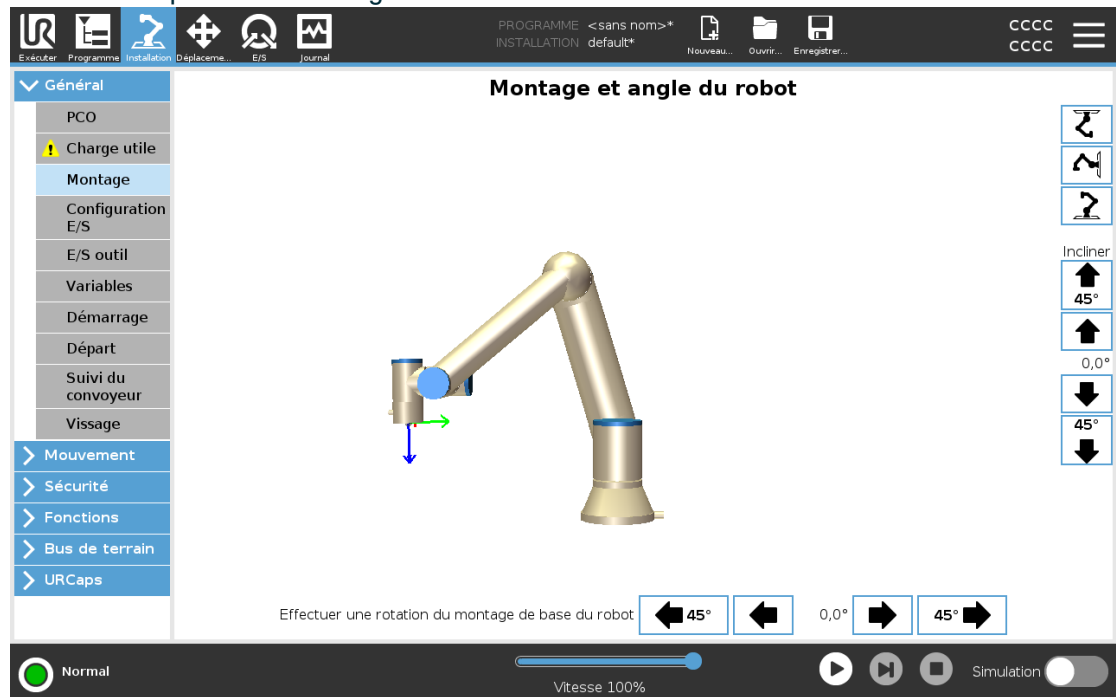 PROGRAMME <sans nom>*
INSTALLATION default*
CCCC
CCCC
Exécuter Programme Installation Déplaceme... E/S Journal
Nouveau... Ouvrir... Enregistrer...
Général
PCO
Charge utile
Montage
Configuration
E/S
E/S outil
Variables
Démarrage
Départ
Suivi du
convoyeur
Vissage
Mouvement
Sécurité
Fonctions
Bus de terrain
URCaps
Montage et angle du robot
Incliner
45°
0,0°
45°
Effectuer une rotation du montage de base du robot 45° 0,0° 45°
Normal
Vitesse 100%
Simulation